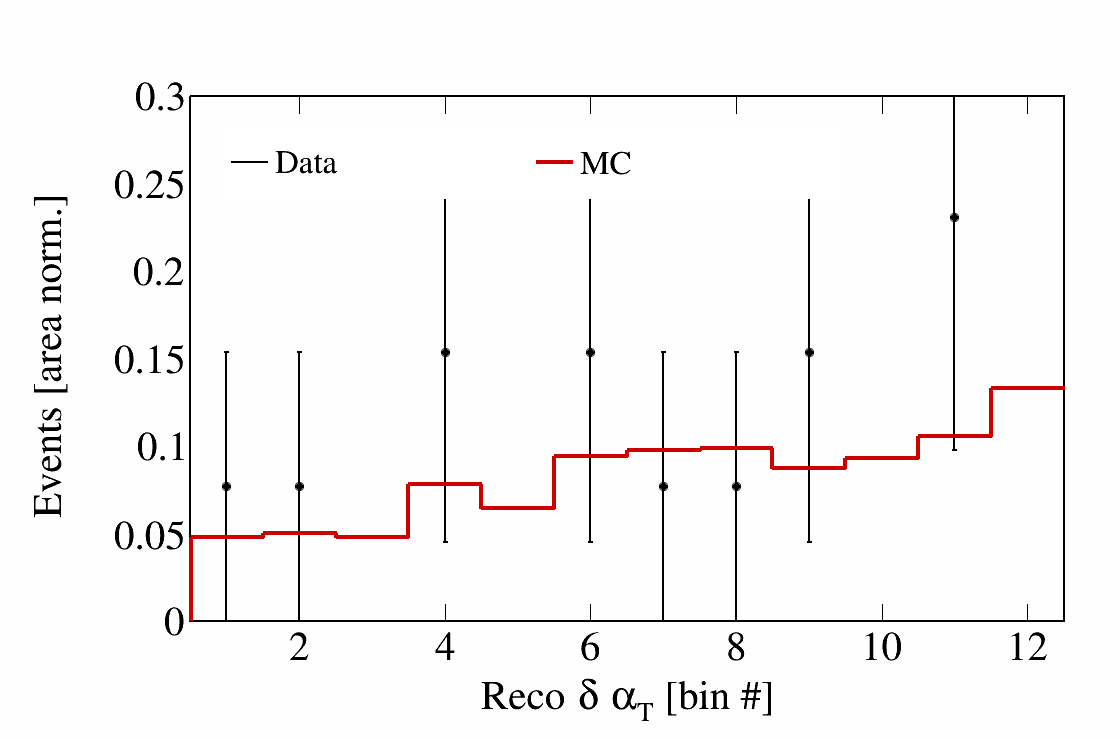 0.3
0.25
0.2
0.15
0.1
0.05
0
Events [area norm.]
Data
MC
2 4 6 8 10 12
Reco δ α_T [bin #]